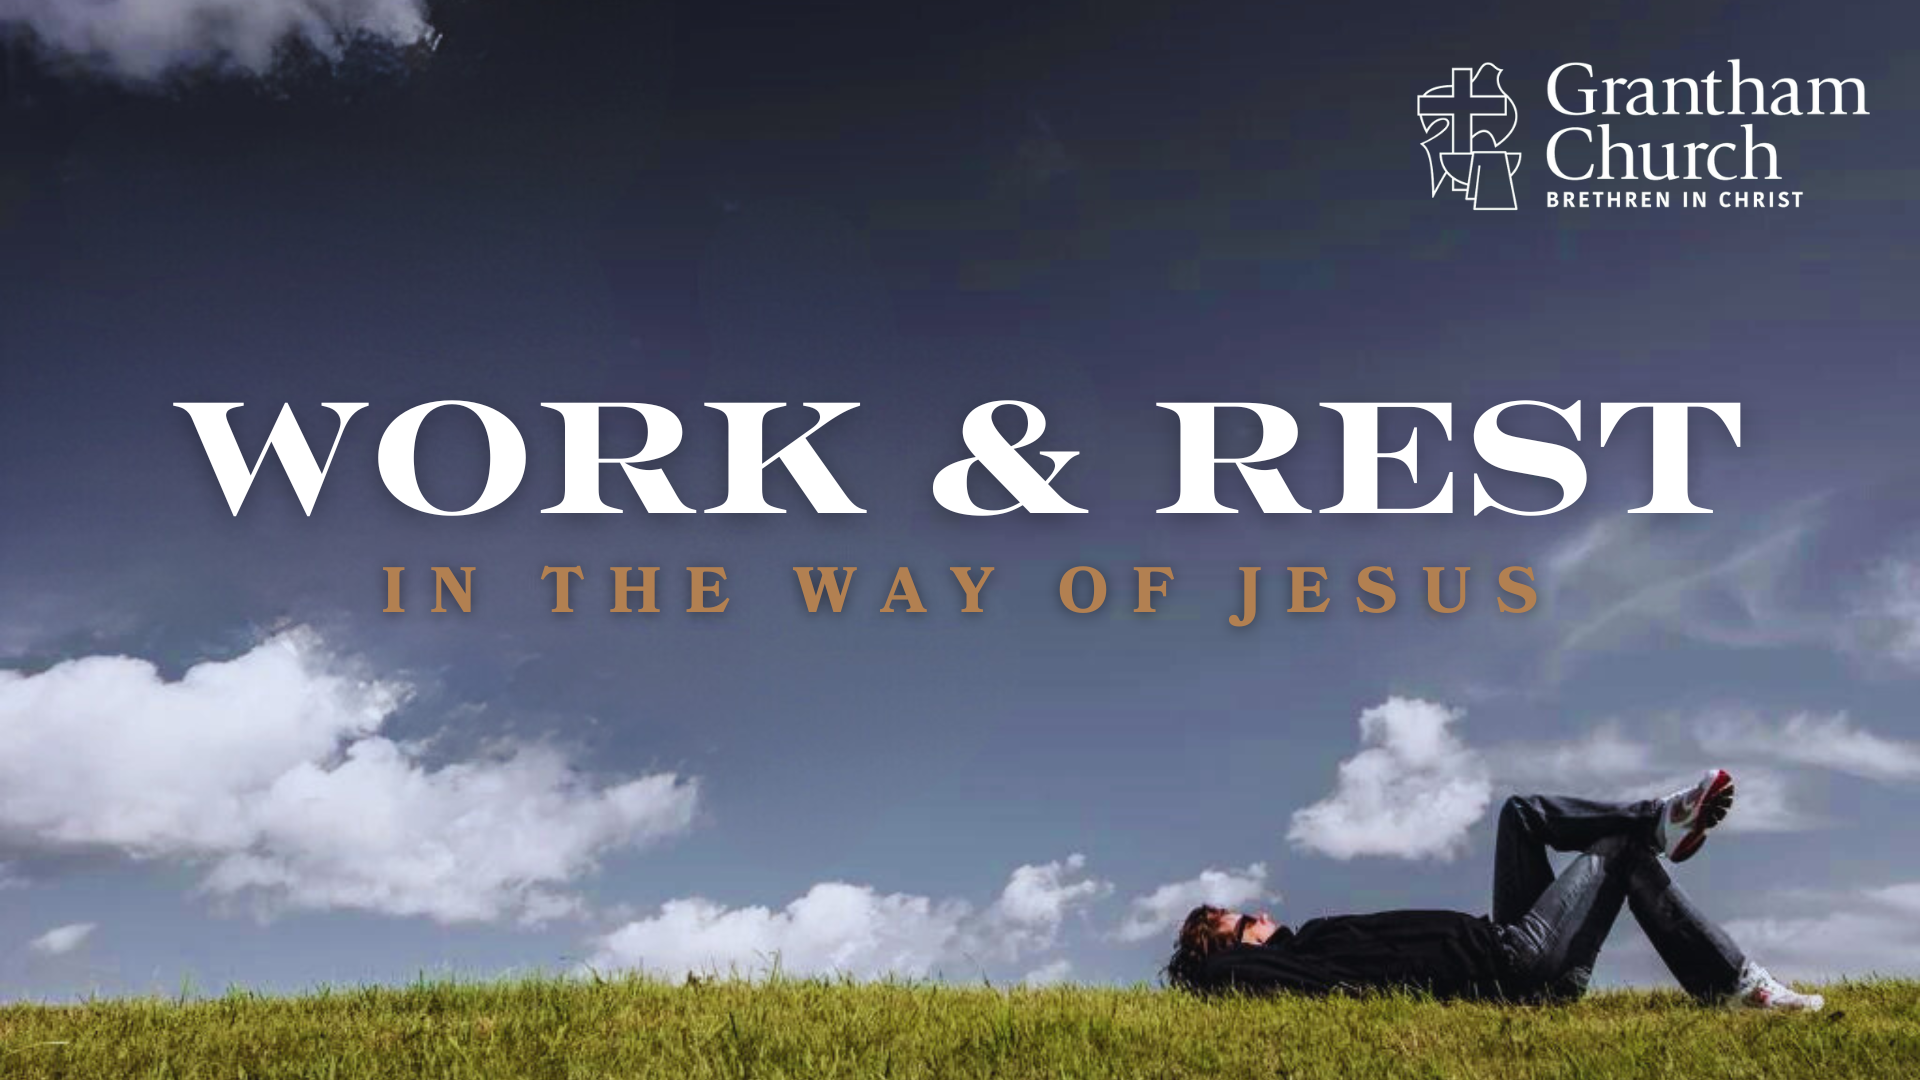 Grantham
Church
BRETHREN IN CHRIST
WORK & REST
IN THE WAY OF JESUS